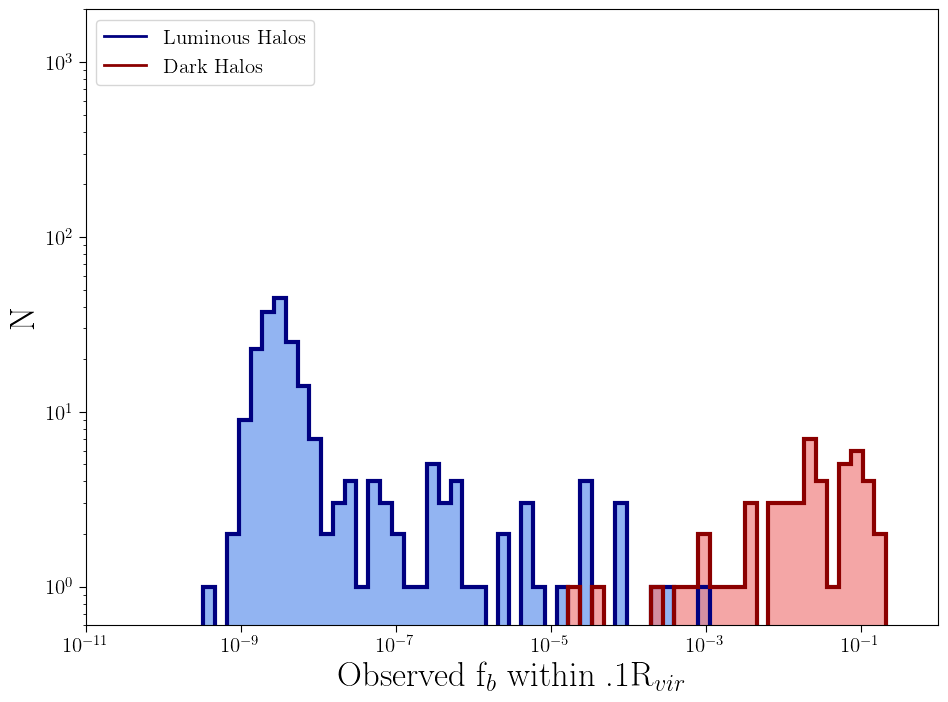 Luminous Halos
Dark Halos
10³
10²
10¹
10⁰
N
10⁻¹¹ 10⁻⁹ 10⁻⁷ 10⁻⁵ 10⁻³ 10⁻¹
Observed f_b within .1R_vir